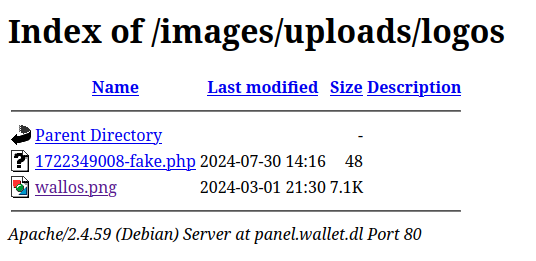 Index of /images/uploads/logos
Name Last modified Size Description
Parent Directory -
1722349008-fake.php 2024-07-30 14:16 48
wallos.png 2024-03-01 21:30 7.1K
Apache/2.4.59 (Debian) Server at panel.wallet.dl Port 80